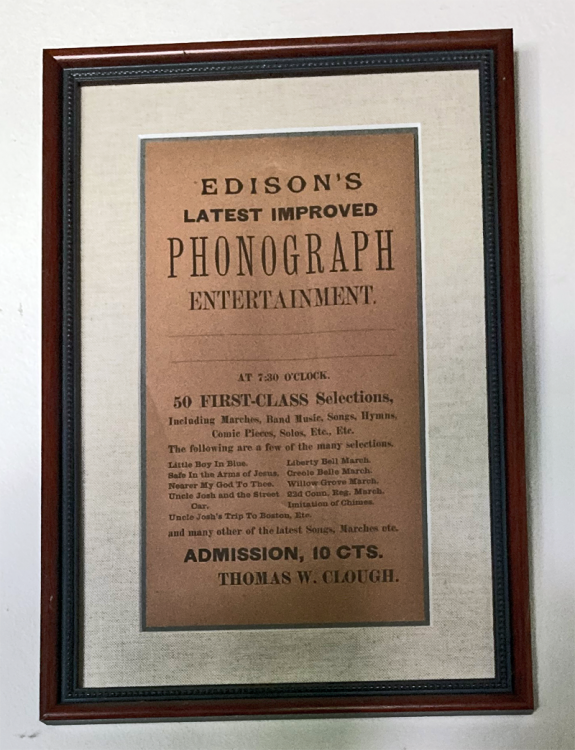 EDISON'S
LATEST IMPROVED
PHONOGRAPH
ENTERTAINMENT.
AT 7:30 O'CLOCK.
50 FIRST-CLASS Selections,
Including Marches, Band Music, Songs, Hymns,
Comic Pieces, Solos, Etc., Etc.
The following are a few of the many selections.
Little Boy In Blue.
Safe In the Arms of Jesus.
Nearer My God To Thee.
Uncle Josh and the Street
Car.
Uncle Josh's Trip To Boston, Etc.
Liberty Bell March.
Creole Belle March.
Willow Grove March.
22d Conn. Reg. March.
Imitation of Chimes.
and many other of the latest Songs, Marches etc.
ADMISSION, 10 CTS.
THOMAS W. CLOUGH.